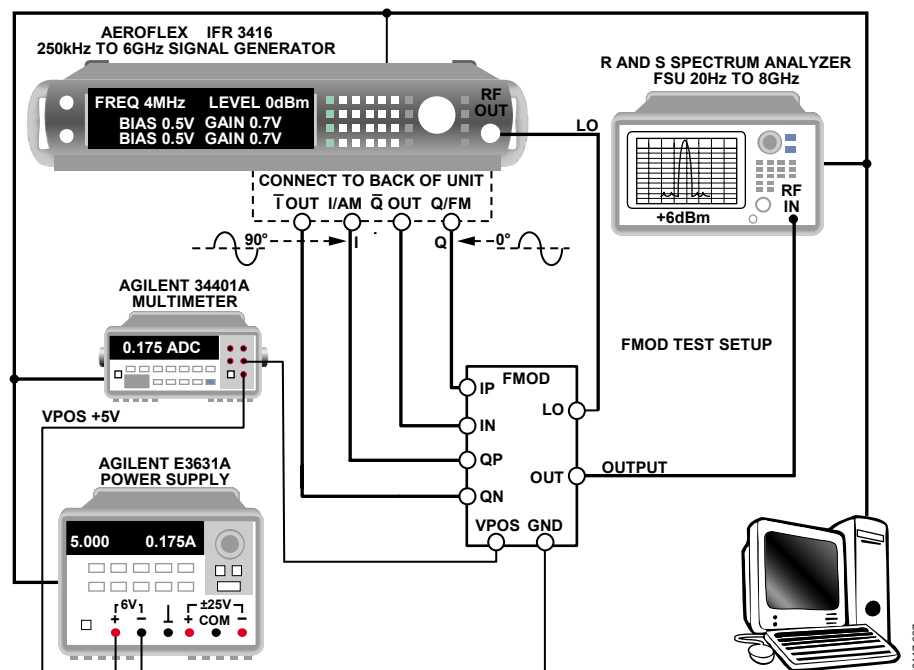 AEROFLEX IFR 3416
250kHz TO 6GHz SIGNAL GENERATOR
FREQ 4MHz LEVEL 0dBm
BIAS 0.5V GAIN 0.7V
BIAS 0.5V GAIN 0.7V
RF
OUT
LO
R AND S SPECTRUM ANALYZER
FSU 20Hz TO 8GHz
+6dBm
RF
IN
CONNECT TO BACK OF UNIT
I̅ OUT I/AM Q̅ OUT Q/FM
90° I Q 0°
AGILENT 34401A
MULTIMETER
0.175 ADC
FMOD TEST SETUP
VPOS +5V
FMOD
IP
IN
QP
QN
LO
OUT
VPOS GND
OUTPUT
AGILENT E3631A
POWER SUPPLY
5.000 0.175A
6V ±25V
+ – ⊥ + COM –